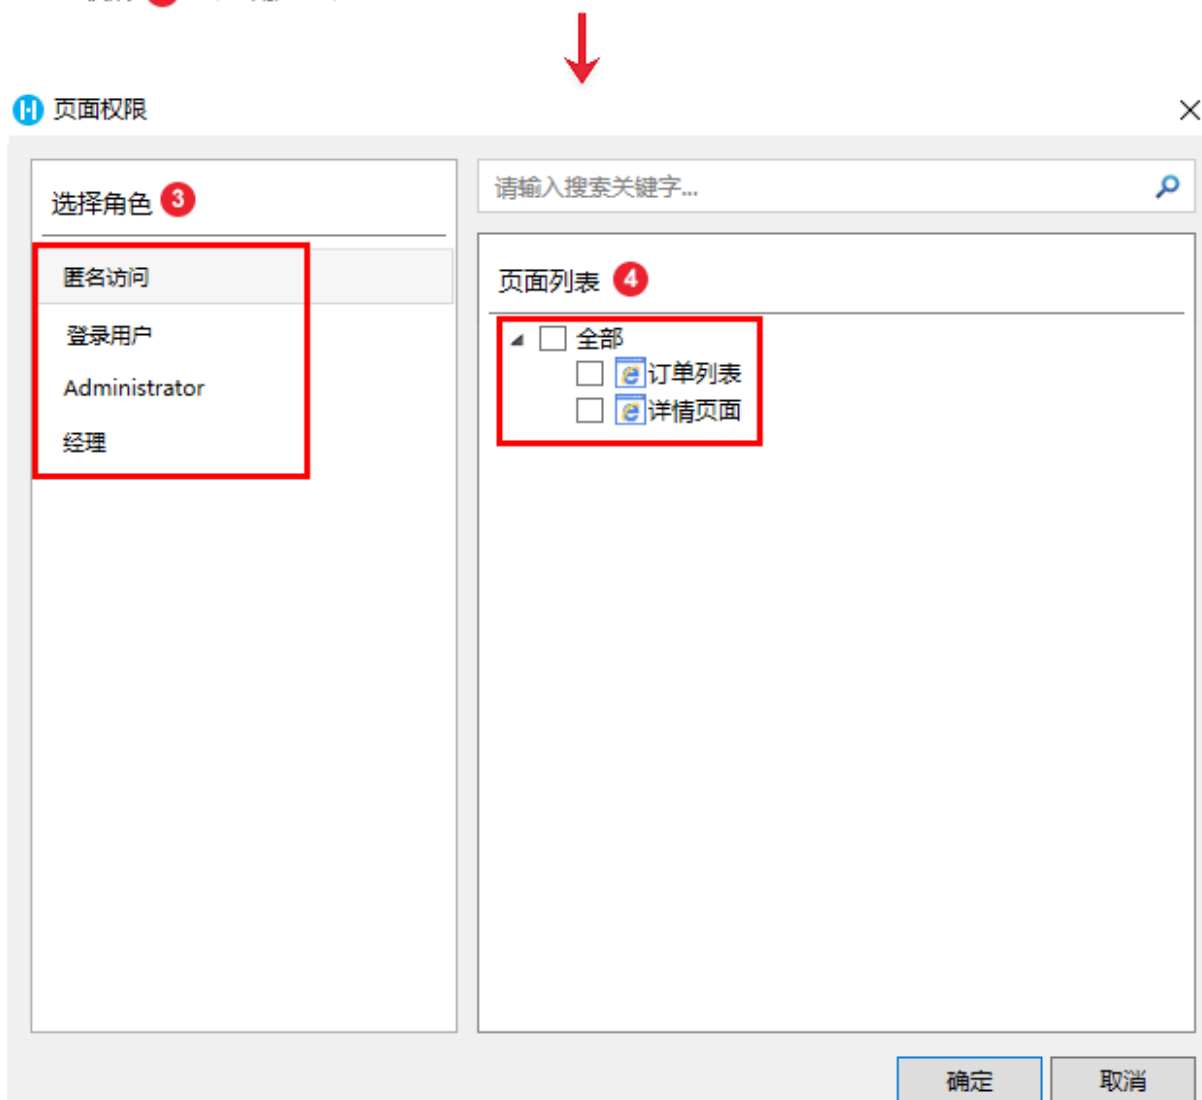 页面权限
选择角色 3
匿名访问
登录用户
Administrator
经理
请输入搜索关键字...
页面列表 4
全部
订单列表
详情页面
确定
取消